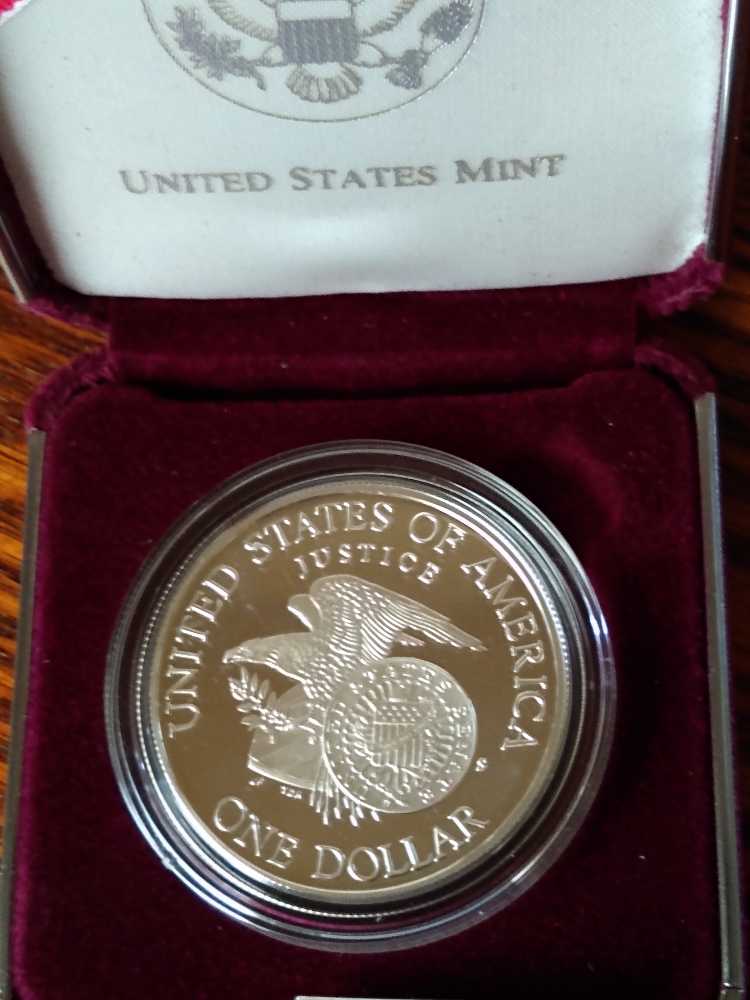 UNITED STATES MINT
UNITED STATES OF AMERICA
JUSTICE
S
ONE DOLLAR